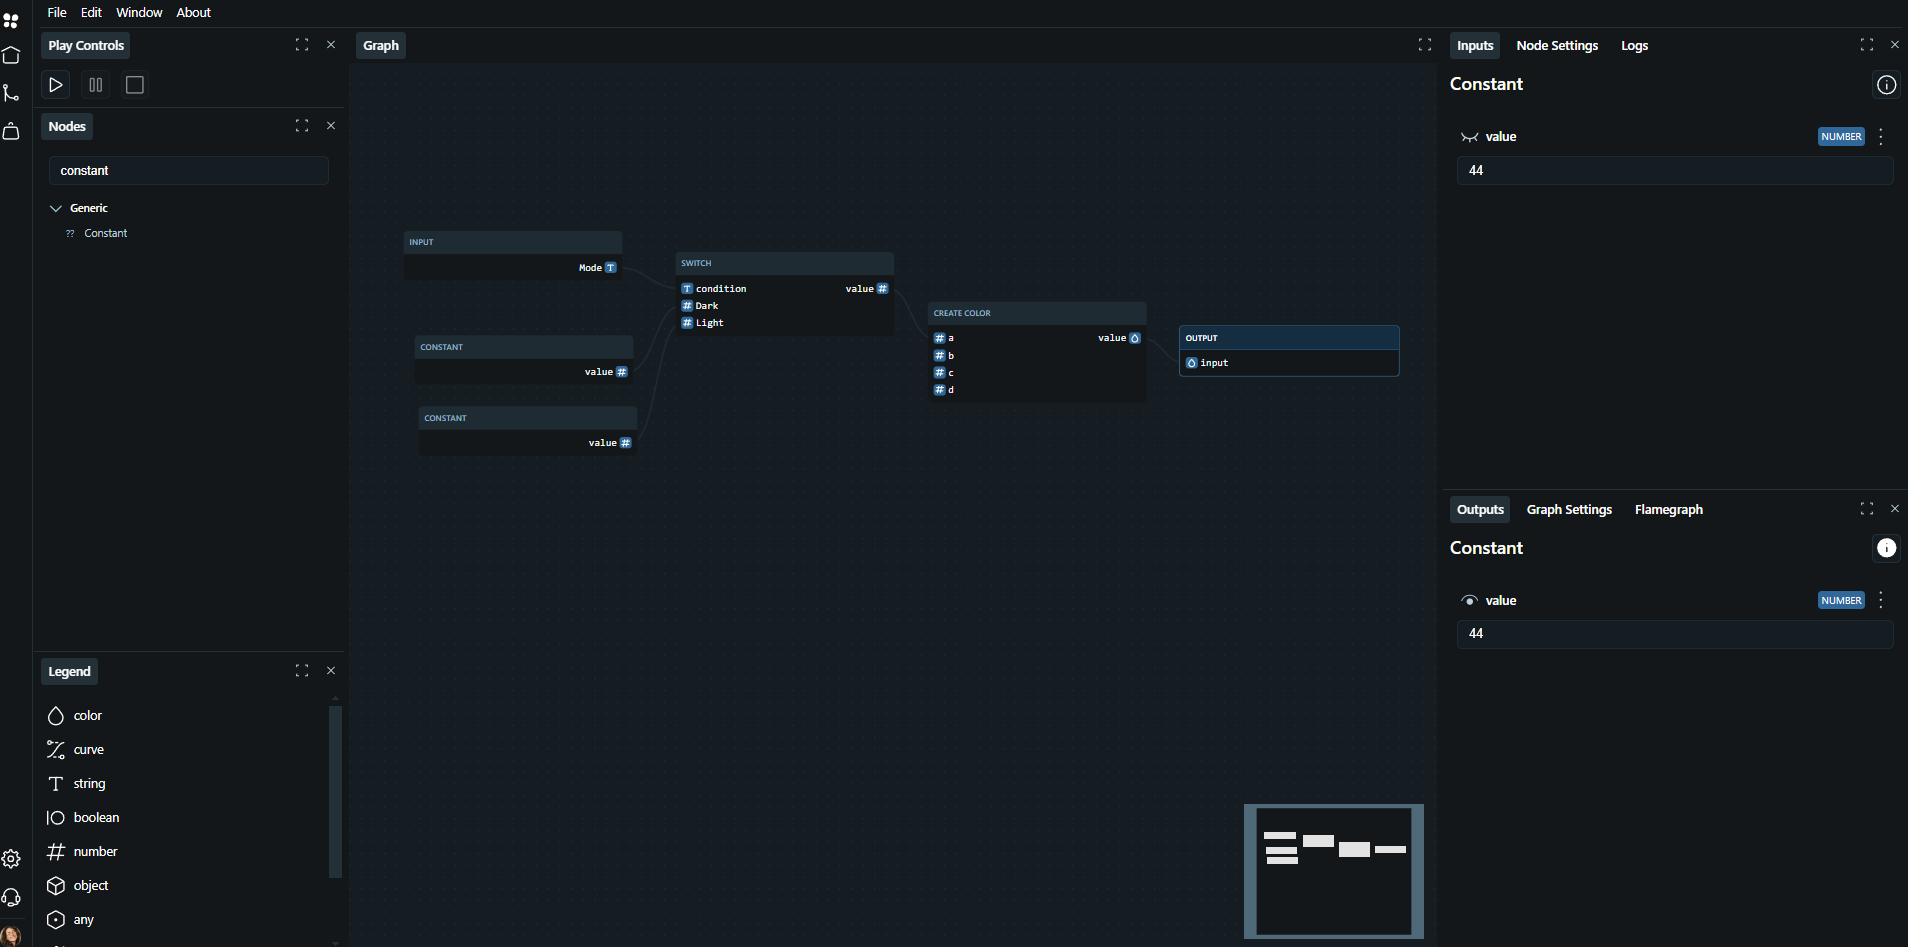 File Edit Window About
Play Controls
Nodes
constant
Generic
?? Constant
Legend
color
curve
string
boolean
number
object
any
Graph
INPUT
Mode T
SWITCH
T condition value #
# Dark
# Light
CONSTANT
value #
CONSTANT
value #
CREATE COLOR
# a value
# b
# c
# d
OUTPUT
input
Inputs Node Settings Logs
Constant
value NUMBER
44
Outputs Graph Settings Flamegraph
Constant
value NUMBER
44